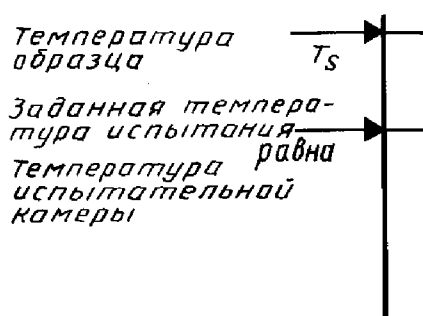 Температура
образца
T_S
Заданная темпера-
тура испытания
равна
Температура
испытательной
камеры